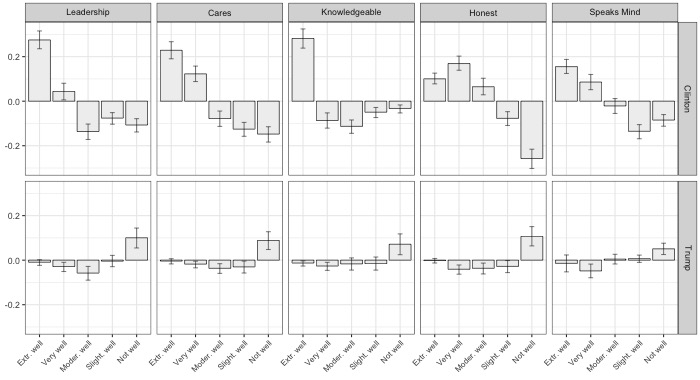 Leadership Cares Knowledgeable Honest Speaks Mind
0.2
0.0
-0.2
Clinton
0.2
0.0
-0.2
Trump
Extr. well Very well Moder. well Slight. well Not well Extr. well Very well Moder. well Slight. well Not well Extr. well Very well Moder. well Slight. well Not well Extr. well Very well Moder. well Slight. well Not well Extr. well Very well Moder. well Slight. well Not well